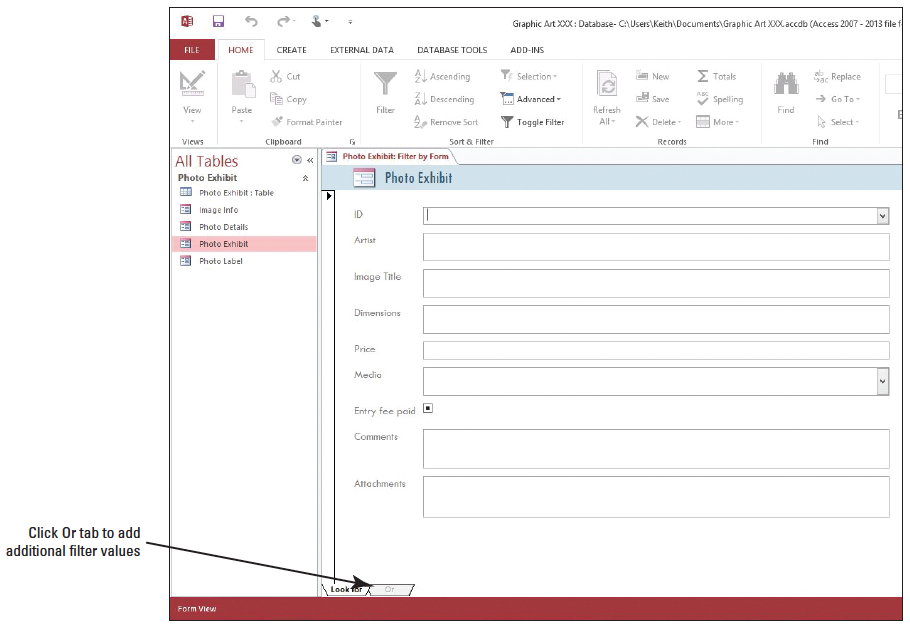 Graphic Art XXX : Database- C:\Users\Keith\Documents\Graphic Art XXX.accdb (Access 2007 - 2013 file f
FILE HOME CREATE EXTERNAL DATA DATABASE TOOLS ADD-INS
View
Views
Paste
Cut
Copy
Format Painter
Clipboard
Filter
Ascending
Descending
Remove Sort
Selection
Advanced
Toggle Filter
Sort & Filter
Refresh
All
New
Save
Delete
Totals
Spelling
More
Records
Find
Replace
Go To
Select
Find
All Tables
Photo Exhibit
Photo Exhibit : Table
Image Info
Photo Details
Photo Exhibit
Photo Label
Photo Exhibit: Filter by Form
Photo Exhibit
ID
Artist
Image Title
Dimensions
Price
Media
Entry fee paid
Comments
Attachments
Click Or tab to add
additional filter values
Look for Or
Form View